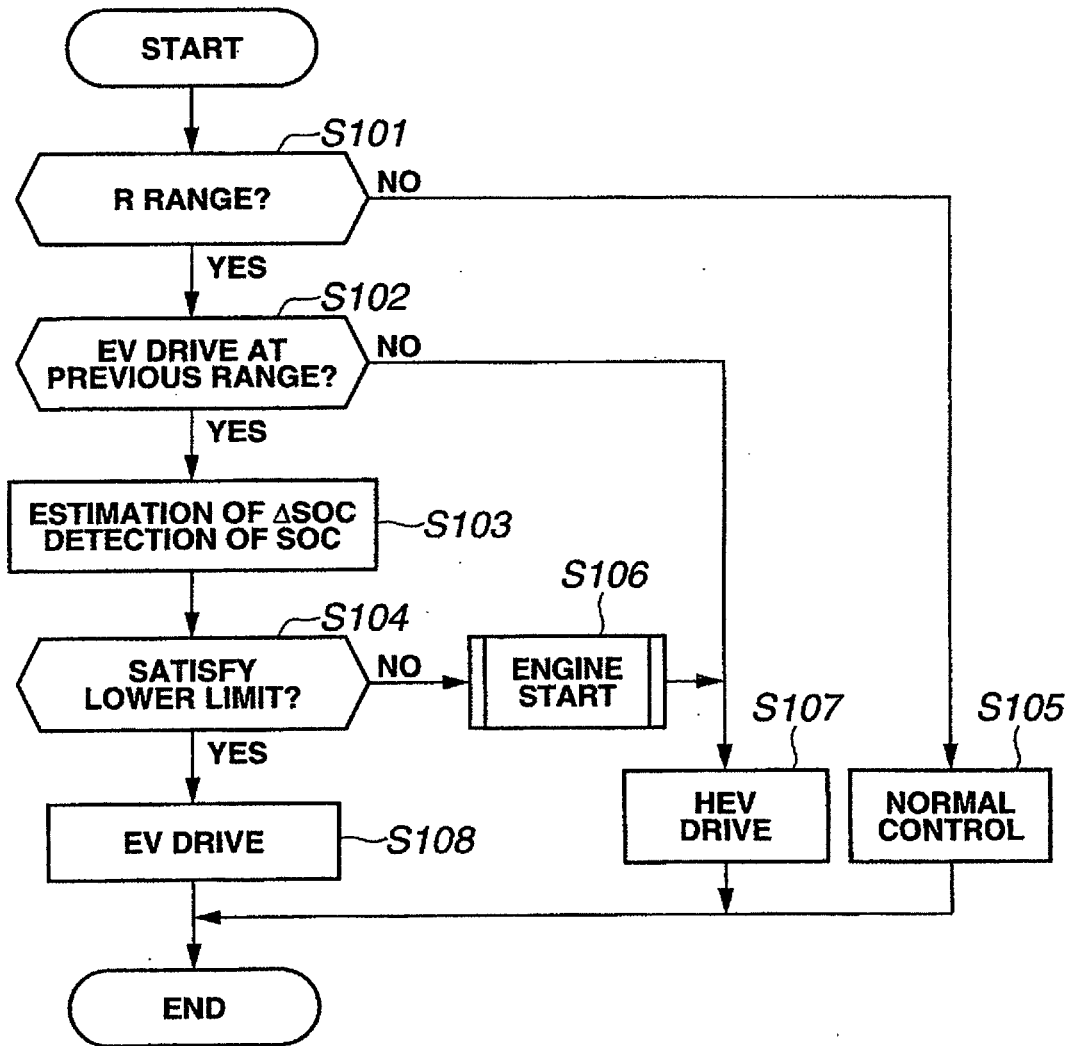 START
S101
R RANGE?
NO
YES
S102
EV DRIVE AT
PREVIOUS RANGE?
NO
YES
ESTIMATION OF ΔSOC
DETECTION OF SOC
S103
S104
SATISFY
LOWER LIMIT?
NO
S106
ENGINE
START
YES
S107
S105
EV DRIVE
S108
HEV
DRIVE
NORMAL
CONTROL
END